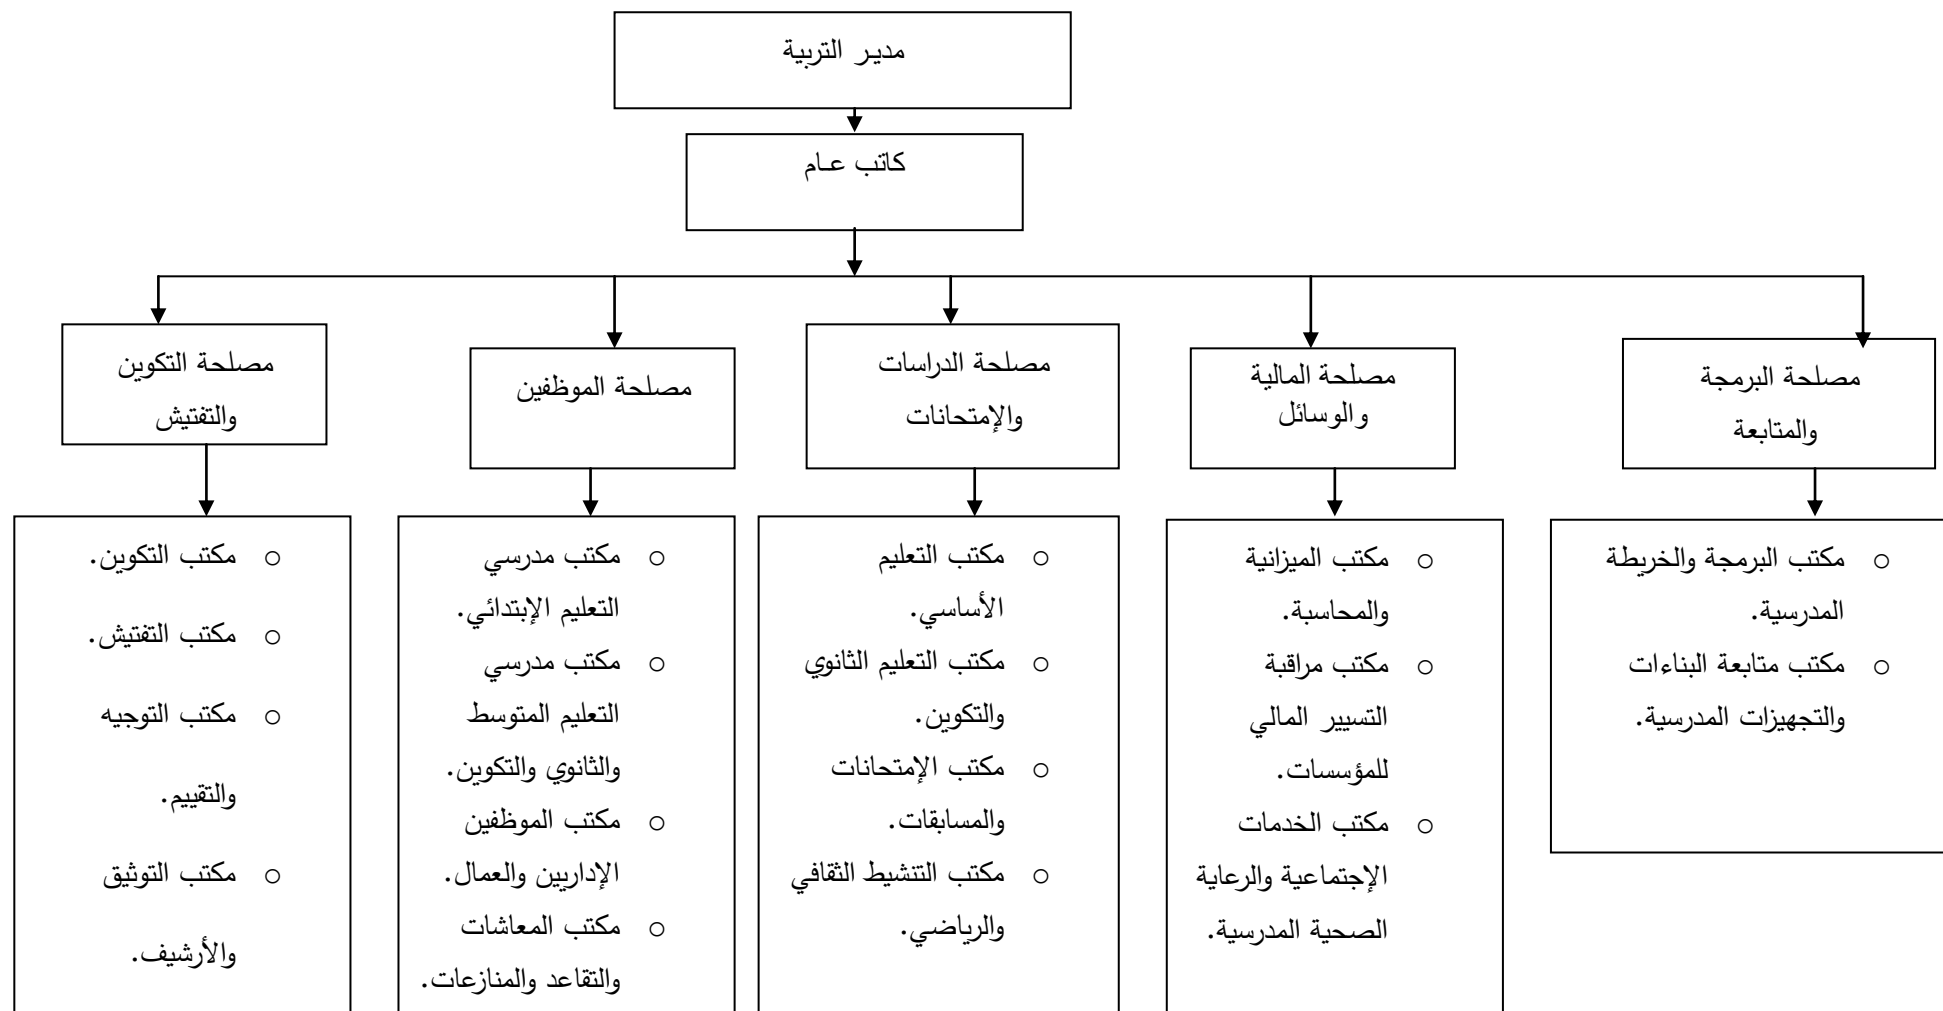 مدير التربية
كاتب عام
مصلحة البرمجة
والمتابعة
مصلحة المالية
والوسائل
مصلحة الدراسات
والإمتحانات
مصلحة الموظفين
مصلحة التكوين
والتفتيش
○ مكتب البرمجة والخريطة
المدرسية.
○ مكتب متابعة البناءات
والتجهيزات المدرسية.
○ مكتب الميزانية
والمحاسبة.
○ مكتب مراقبة
التسيير المالي
للمؤسسات.
○ مكتب الخدمات
الإجتماعية والرعاية
الصحية المدرسية.
○ مكتب التعليم
الأساسي.
○ مكتب التعليم الثانوي
والتكوين.
○ مكتب الإمتحانات
والمسابقات.
○ مكتب التنشيط الثقافي
والرياضي.
○ مكتب مدرسي
التعليم الإبتدائي.
○ مكتب مدرسي
التعليم المتوسط
والثانوي والتكوين.
○ مكتب الموظفين
الإداريين والعمال.
○ مكتب المعاشات
والتقاعد والمنازعات.
○ مكتب التكوين.
○ مكتب التفتيش.
○ مكتب التوجيه
والتقييم.
○ مكتب التوثيق
والأرشيف.